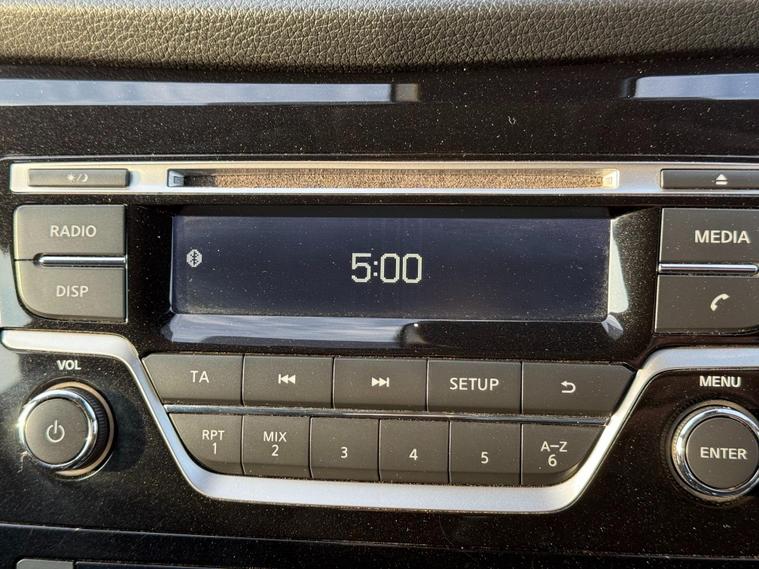 RADIO
MEDIA
5:00
DISP
VOL
TA
SETUP
MENU
RPT
1
MIX
2
3
4
5
A–Z
6
ENTER